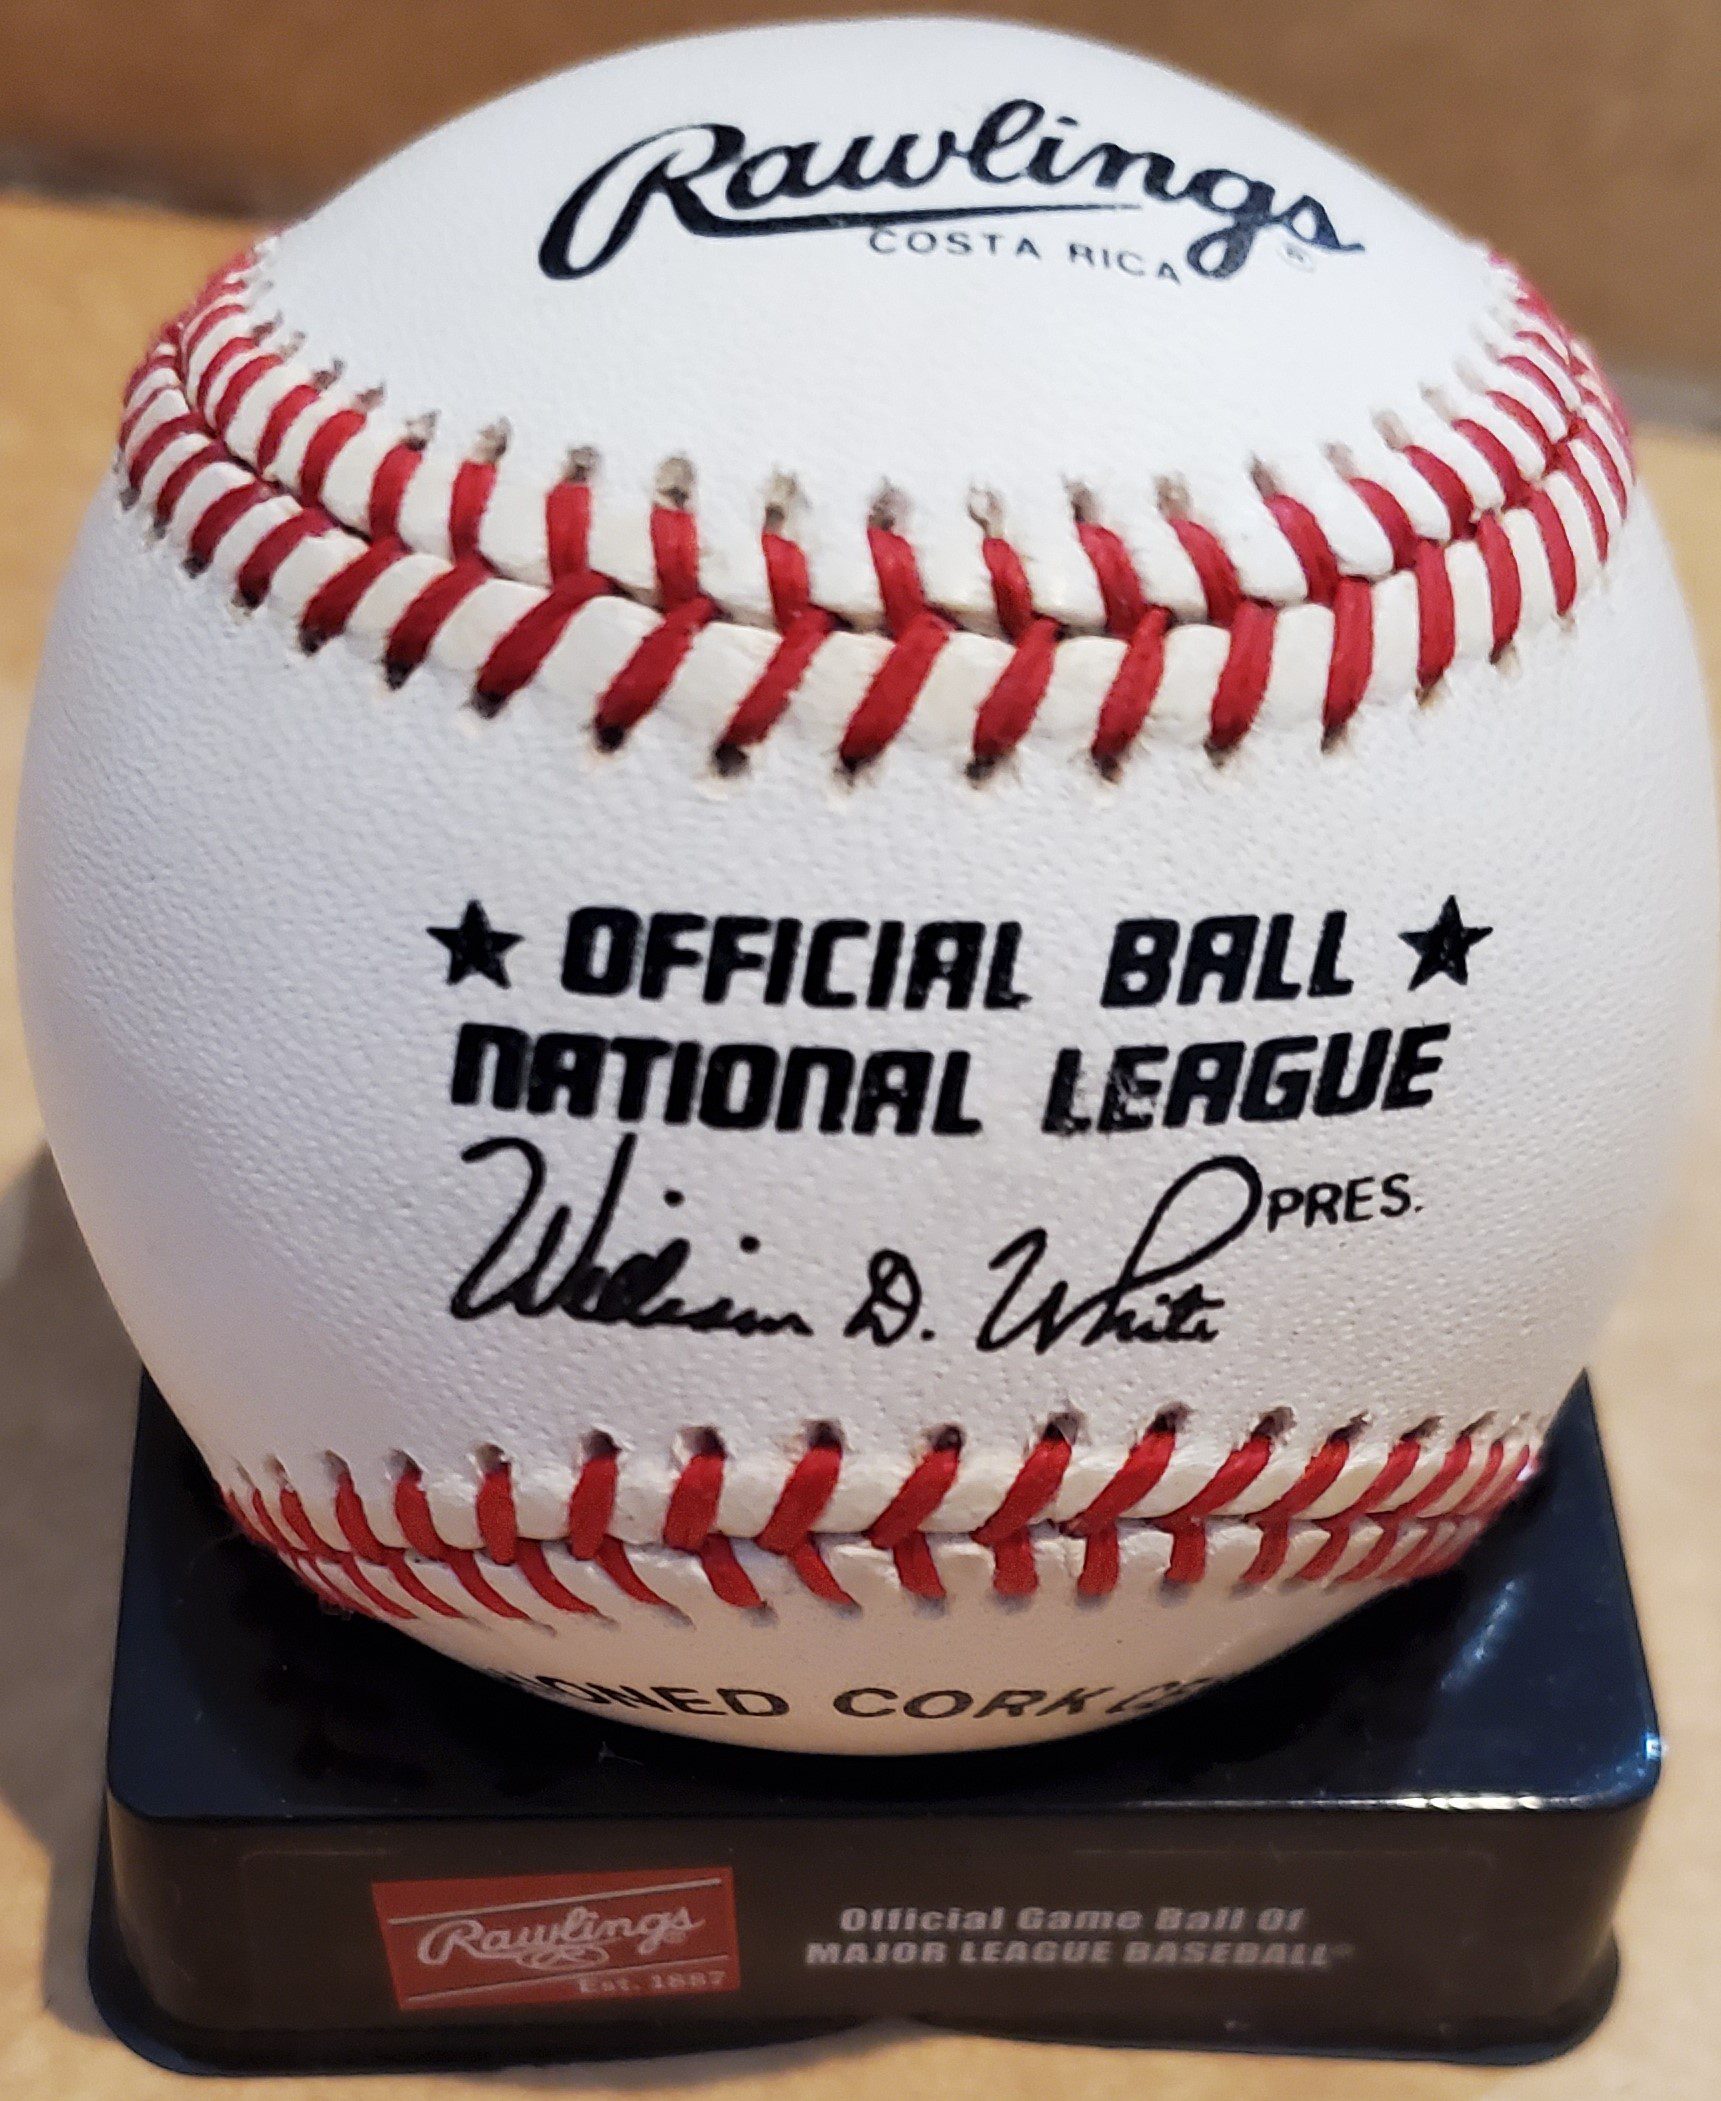 Rawlings ®
COSTA RICA
★ OFFICIAL BALL ★
NATIONAL LEAGUE
William D. White PRES.
CORK
Rawlings
Est. 1887
Official Game Ball Of
MAJOR LEAGUE BASEBALL